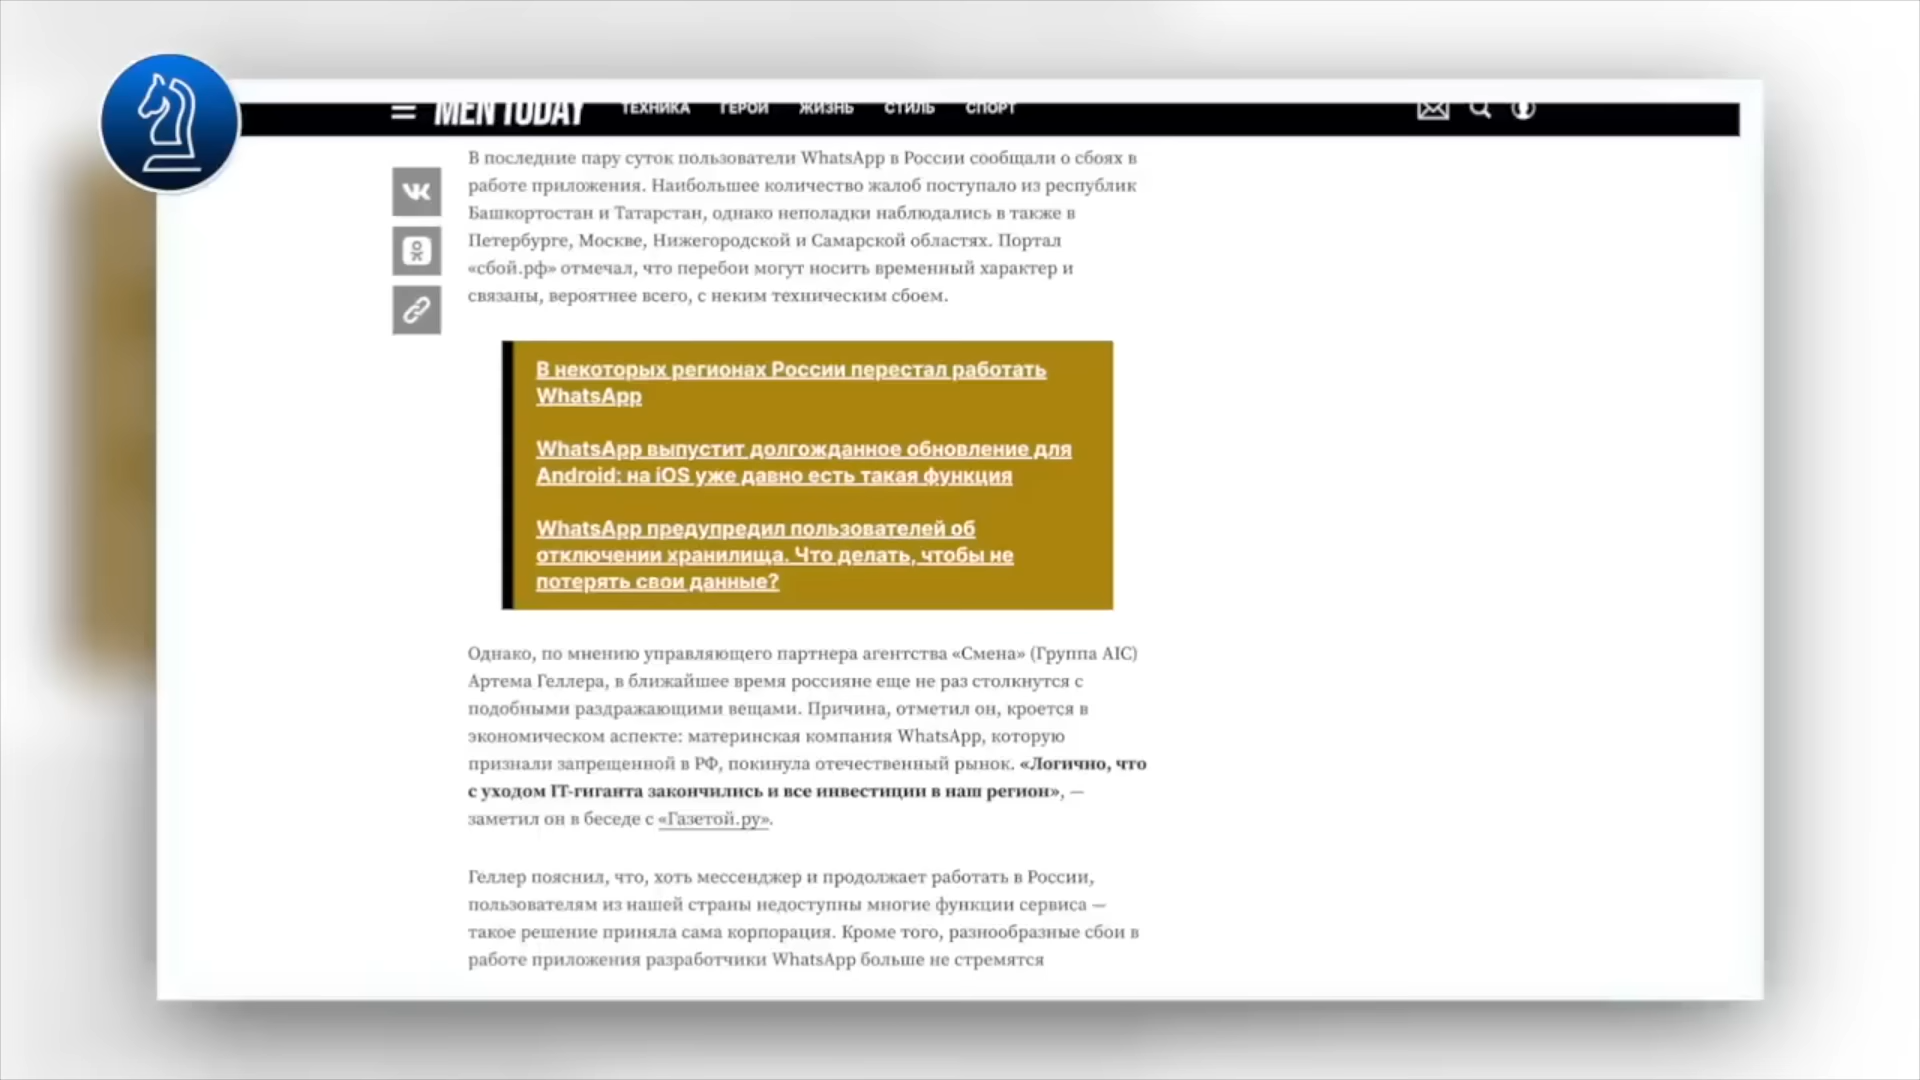 MEN TODAY ТЕХНИКА ГЕРОИ ЖИЗНЬ СТИЛЬ СПОРТ
В последние пару суток пользователи WhatsApp в России сообщали о сбоях в
работе приложения. Наибольшее количество жалоб поступало из республик
Башкортостан и Татарстан, однако неполадки наблюдались в также в
Петербурге, Москве, Нижегородской и Самарской областях. Портал
«сбой.рф» отмечал, что перебои могут носить временный характер и
связаны, вероятнее всего, с неким техническим сбоем.
В некоторых регионах России перестал работать
WhatsApp
WhatsApp выпустит долгожданное обновление для
Android: на iOS уже давно есть такая функция
WhatsApp предупредил пользователей об
отключении хранилища. Что делать, чтобы не
потерять свои данные?
Однако, по мнению управляющего партнера агентства «Смена» (Группа AIC)
Артема Геллера, в ближайшее время россияне еще не раз столкнутся с
подобными раздражающими вещами. Причина, отметил он, кроется в
экономическом аспекте: материнская компания WhatsApp, которую
признали запрещенной в РФ, покинула отечественный рынок. «Логично, что
с уходом IT-гиганта закончились и все инвестиции в наш регион», —
заметил он в беседе с «Газетой.ру».
Геллер пояснил, что, хоть мессенджер и продолжает работать в России,
пользователям из нашей страны недоступны многие функции сервиса —
такое решение приняла сама корпорация. Кроме того, разнообразные сбои в
работе приложения разработчики WhatsApp больше не стремятся